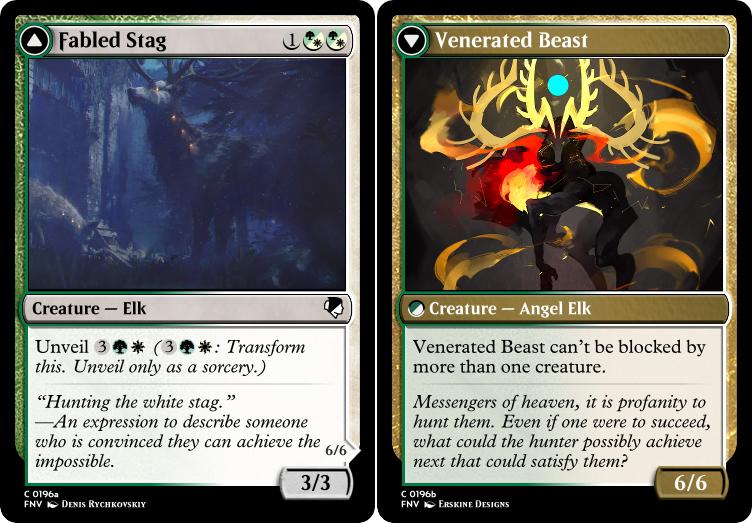 Fabled Stag
1
Creature — Elk
Unveil 3 (3: Transform
this. Unveil only as a sorcery.)
“Hunting the white stag.”
—An expression to describe someone
who is convinced they can achieve the
impossible.
6/6
3/3
C 0196a
FNV Denis Rychkovskiy
Venerated Beast
Creature — Angel Elk
Venerated Beast can’t be blocked by
more than one creature.
Messengers of heaven, it is profanity to
hunt them. Even if one were to succeed,
what could the hunter possibly achieve
next that could satisfy them?
6/6
C 0196b
FNV Erskine Designs